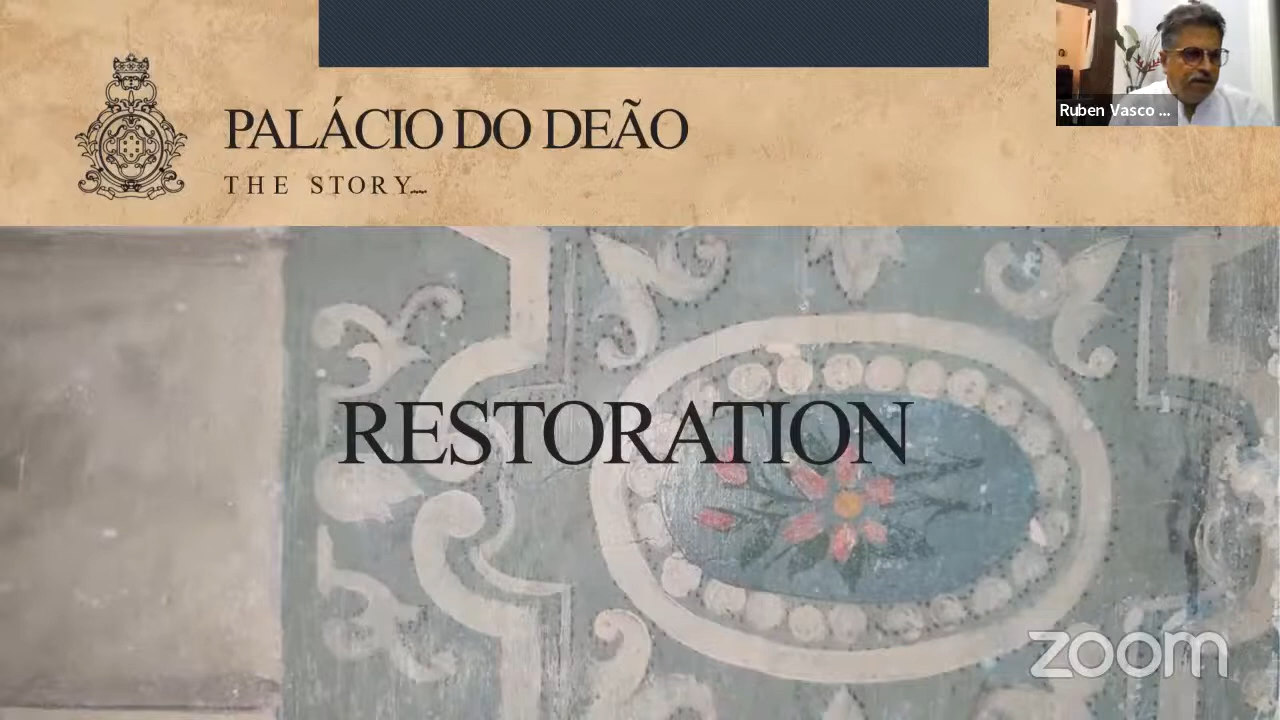 PALÁCIO DO DEÃO
THE STORY...
Ruben Vasco ...
RESTORATION
zoom